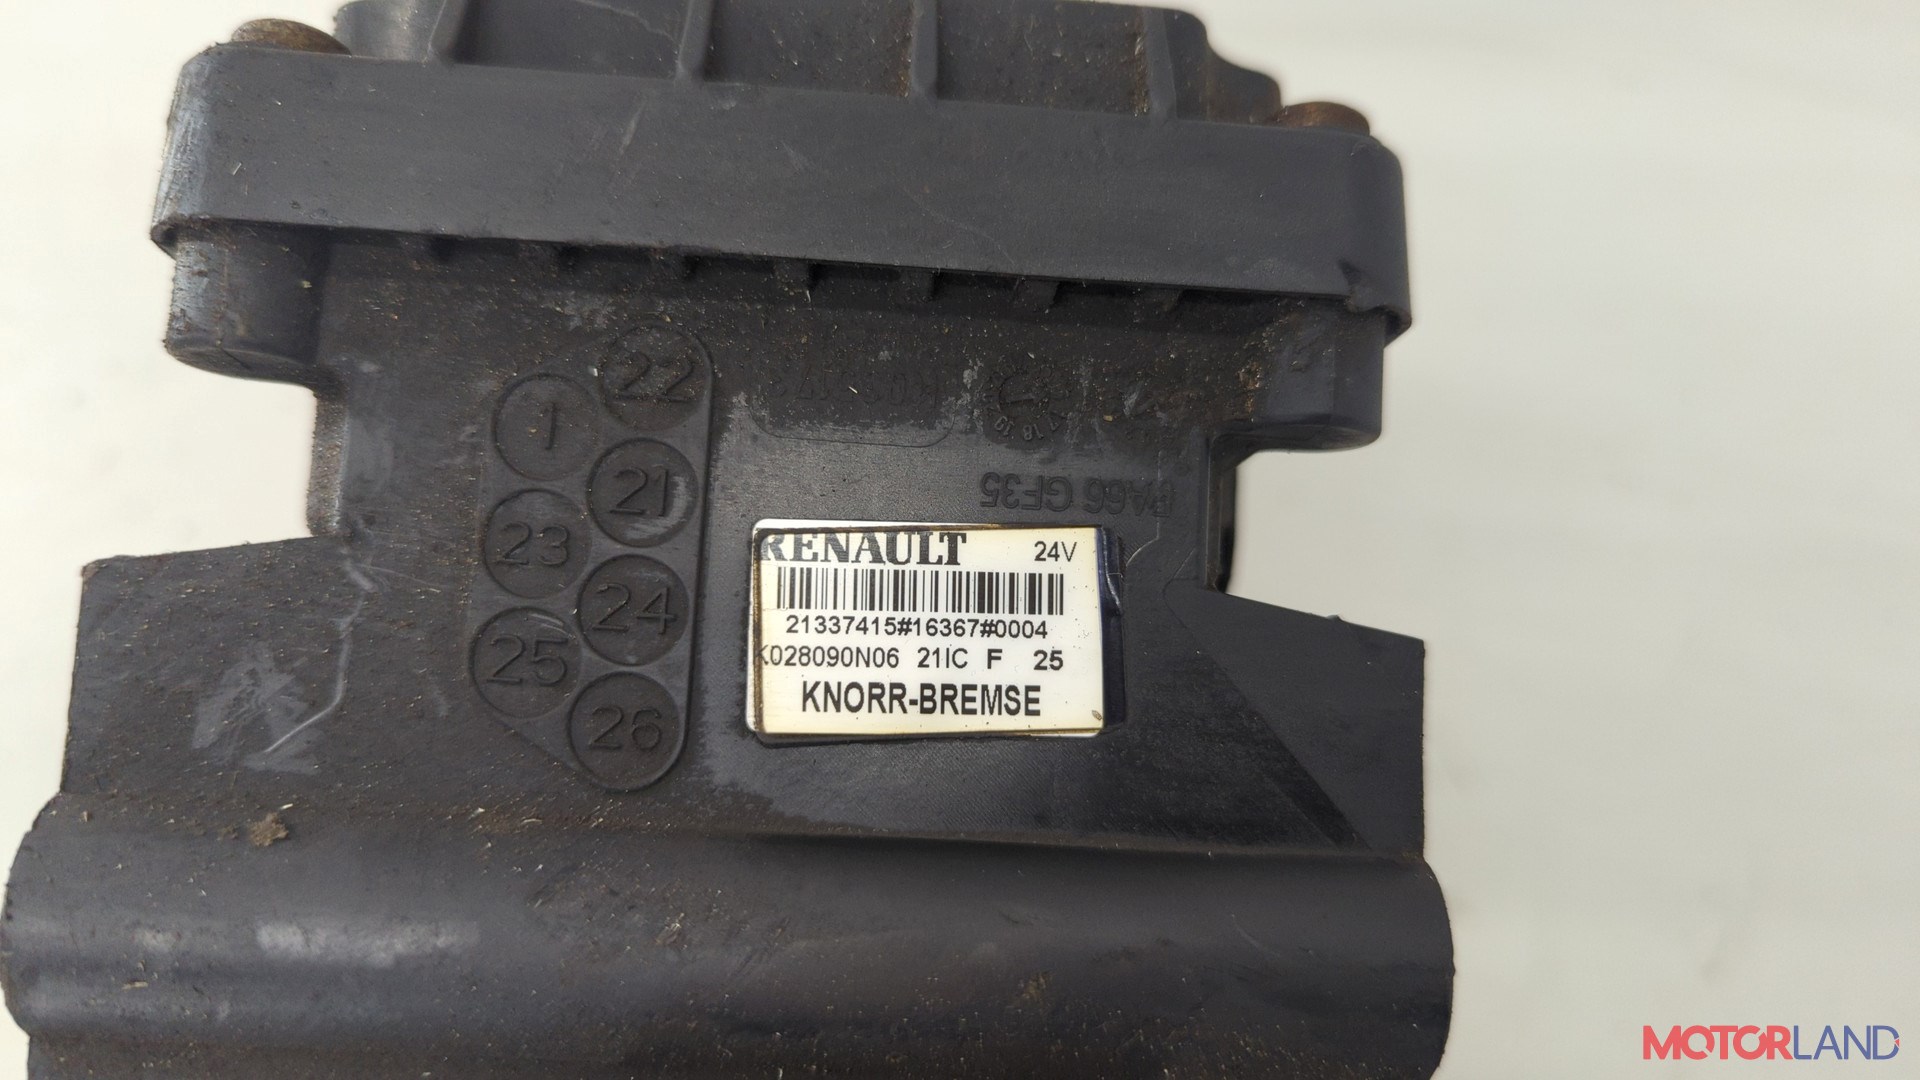 22
1
21
23
24
25
26
PA66 GF35
RENAULT 24V
21337415#16367#0004
K028090N06 21IC F 25
KNORR-BREMSE
MOTORLAND